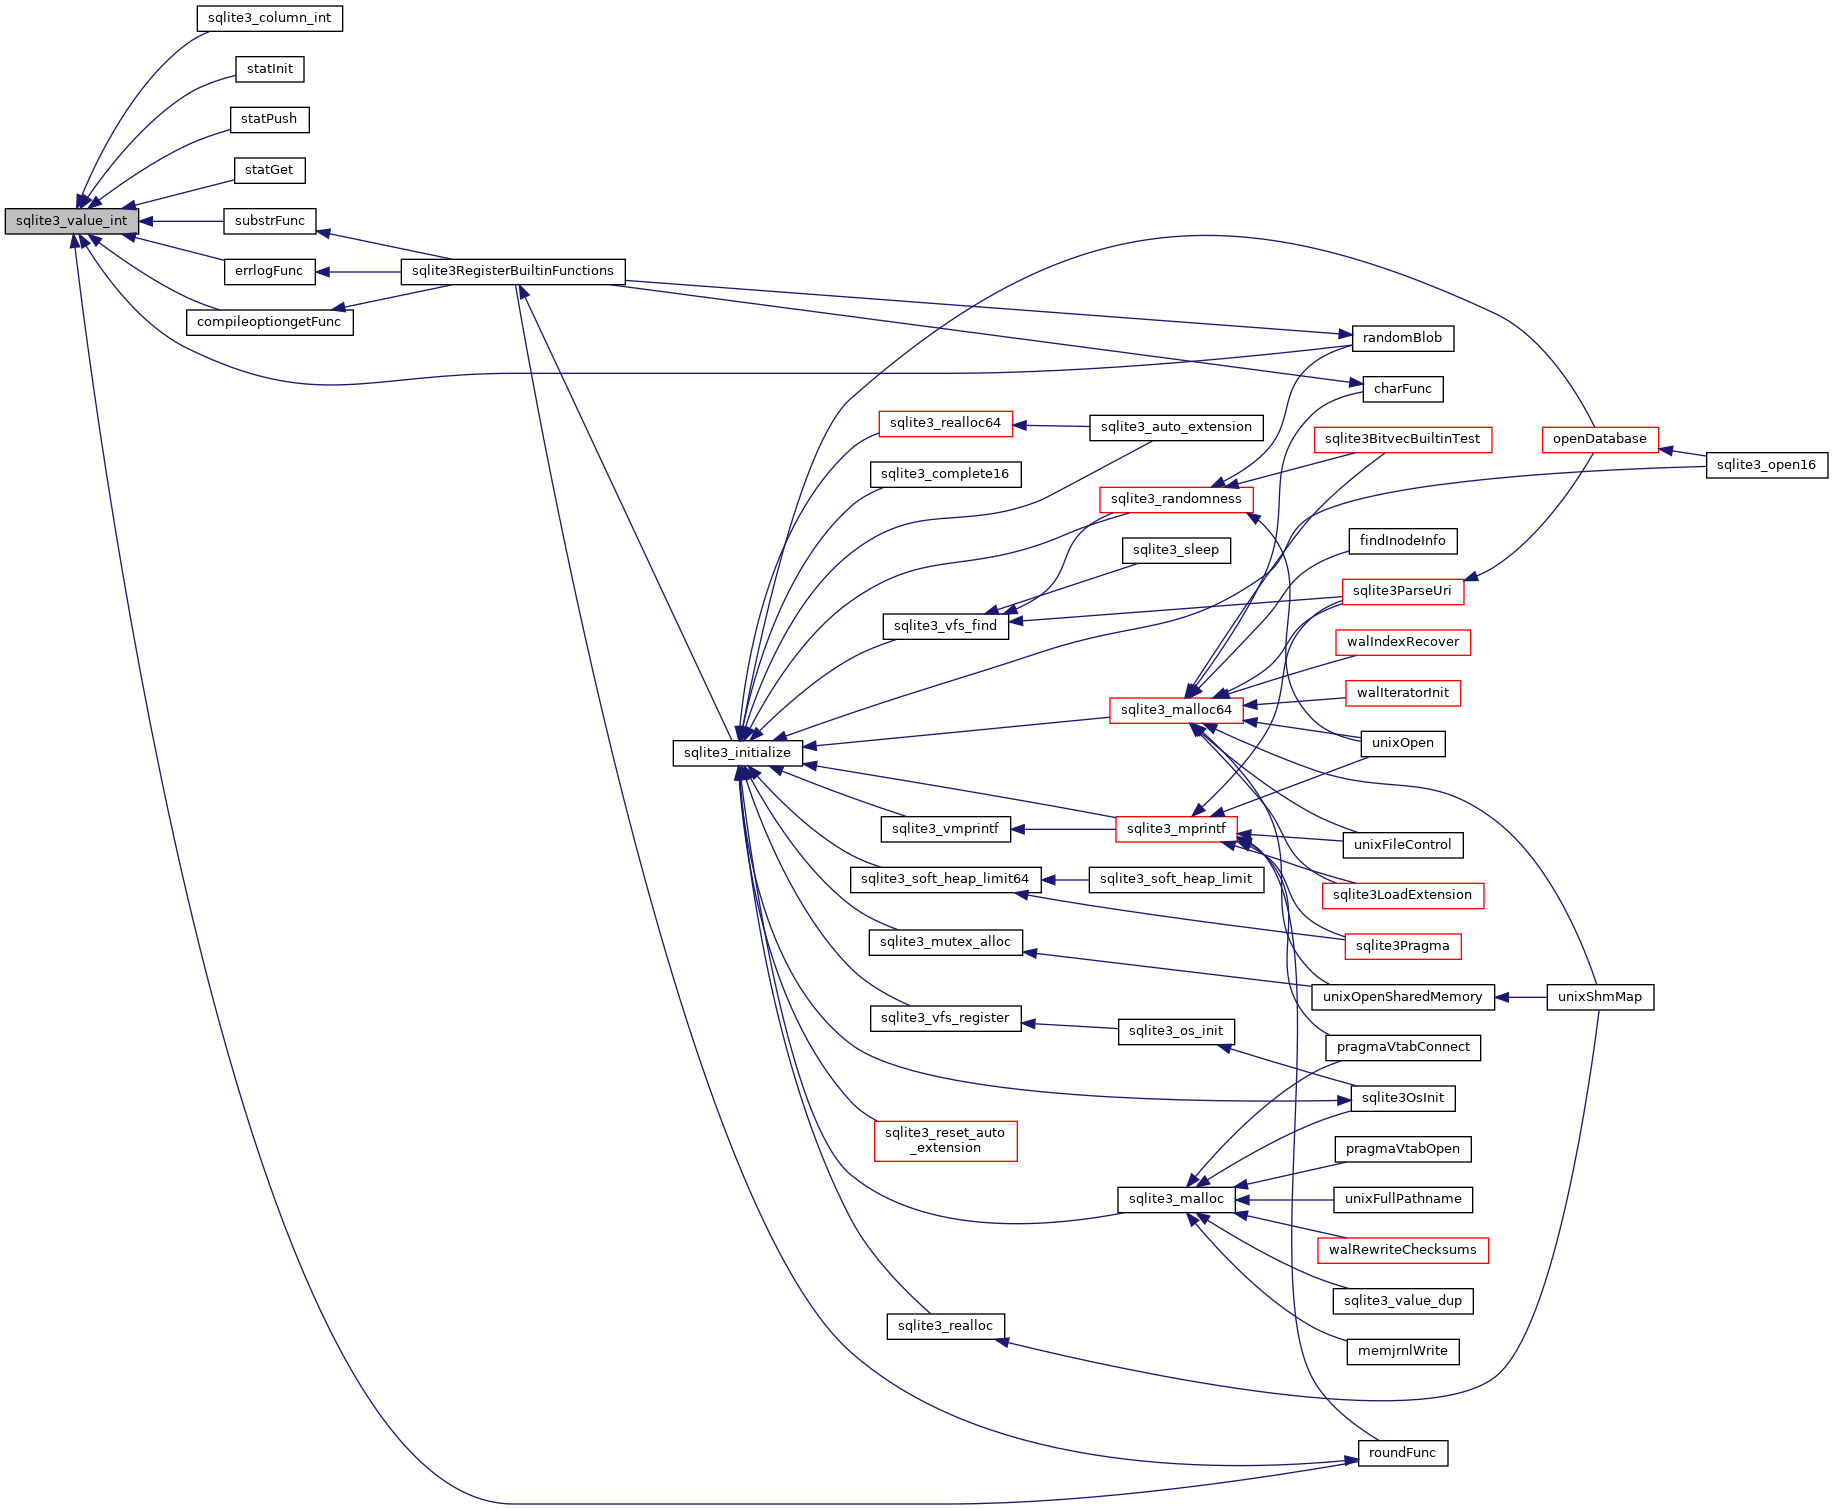 sqlite3_column_int
statInit
statPush
statGet
sqlite3_value_int
substrFunc
errlogFunc
sqlite3RegisterBuiltinFunctions
compileoptiongetFunc
randomBlob
charFunc
sqlite3_realloc64
sqlite3_auto_extension
sqlite3BitvecBuiltinTest
openDatabase
sqlite3_open16
sqlite3_complete16
sqlite3_randomness
sqlite3_sleep
findInodeInfo
sqlite3ParseUri
sqlite3_vfs_find
walIndexRecover
walIteratorInit
sqlite3_malloc64
unixOpen
sqlite3_initialize
sqlite3_vmprintf
sqlite3_mprintf
unixFileControl
sqlite3_soft_heap_limit64
sqlite3_soft_heap_limit
sqlite3LoadExtension
sqlite3_mutex_alloc
sqlite3Pragma
unixOpenSharedMemory
unixShmMap
sqlite3_vfs_register
sqlite3_os_init
pragmaVtabConnect
sqlite3OsInit
sqlite3_reset_auto
_extension
pragmaVtabOpen
sqlite3_malloc
unixFullPathname
walRewriteChecksums
sqlite3_value_dup
sqlite3_realloc
memjrnlWrite
roundFunc